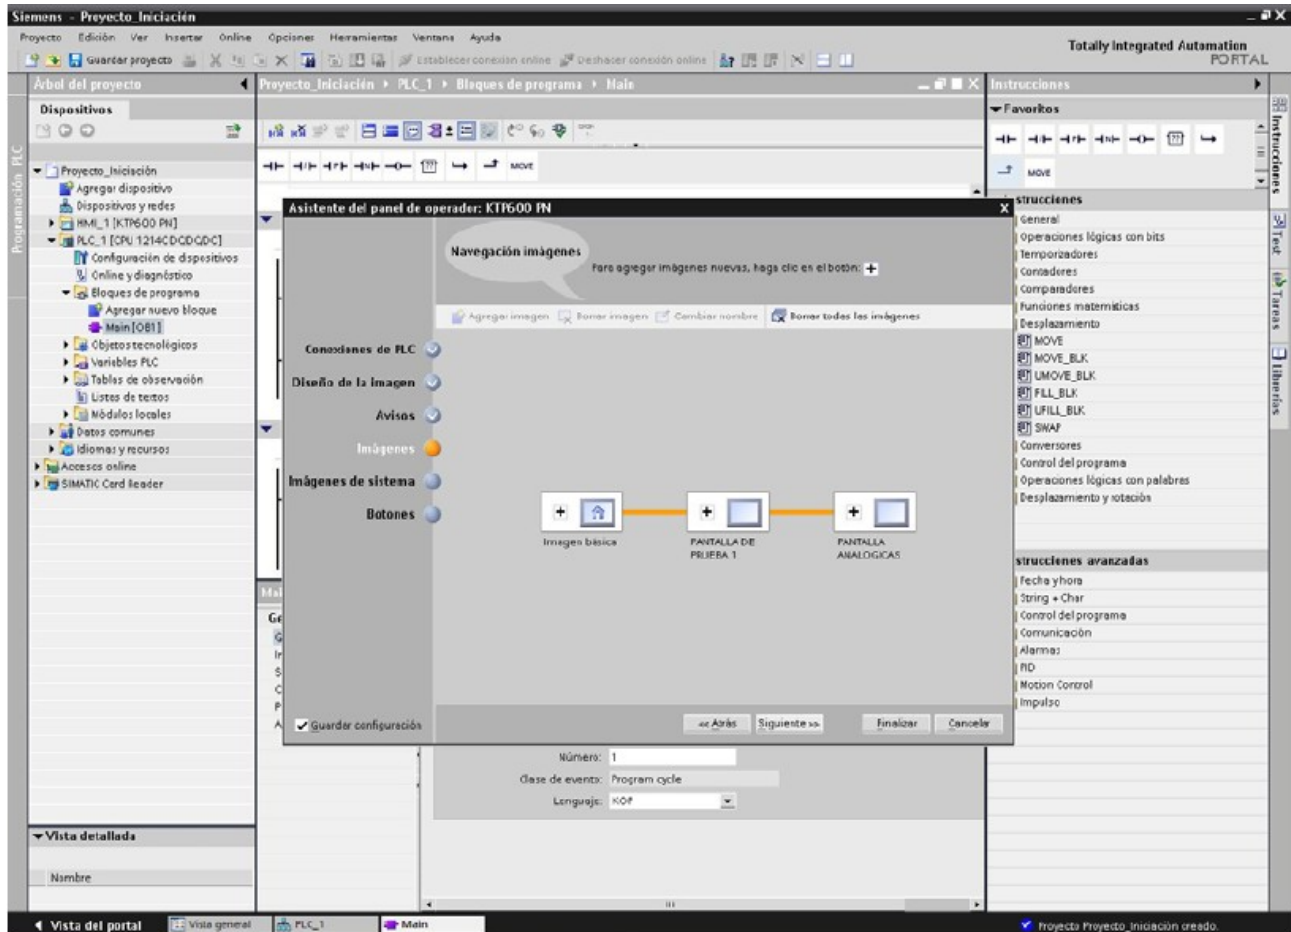 Siemens - Proyecto_Iniciación
Proyecto Edición Ver Insertar Online Opciones Herramientas Ventana Ayuda
Totally Integrated Automation
PORTAL
Guardar proyecto
Establecer conexión online
Deshacer conexión online
Árbol del proyecto
Proyecto_Iniciación PLC_1 Bloques de programa Main
Instrucciones
Dispositivos
Favoritos
MOVE
MOVE
Programación PLC
Proyecto_Iniciación
Agregar dispositivo
Dispositivos y redes
HMI_1 [KTP600 PN]
PLC_1 [CPU 1214C DC/DC/DC]
Configuración de dispositivos
Online y diagnóstico
Bloques de programa
Agregar nuevo bloque
Main [OB1]
Objetos tecnológicos
Variables PLC
Tablas de observación
Listas de textos
Módulos locales
Datos comunes
Idiomas y recursos
Accesos online
SIMATIC Card Reader
Vista detallada
Nombre
Asistente del panel de operador: KTP600 PN
Navegación imágenes
Para agregar imágenes nuevas, haga clic en el botón: +
Agregar imagen Borrar imagen Cambiar nombre Borrar todas las imágenes
Conexiones de PLC
Diseño de la imagen
Avisos
Imágenes
Imágenes de sistema
Botones
Imagen básica
PANTALLA DE
PRUEBA 1
PANTALLA
ANALOGICAS
Guardar configuración
<< Atrás Siguiente >> Finalizar Cancelar
Número: 1
Clase de evento: Program cycle
Lenguaje: KOP
strucciones
General
Operaciones lógicas con bits
Temporizadores
Contadores
Comparadores
Funciones matemáticas
Desplazamiento
MOVE
MOVE_BLK
UMOVE_BLK
FILL_BLK
UFILL_BLK
SWAP
Conversores
Control del programa
Operaciones lógicas con palabras
Desplazamiento y rotación
strucciones avanzadas
Fecha y hora
String + Char
Control del programa
Comunicación
Alarmas
PID
Motion Control
Impulso
Instrucciones
Test
Tareas
Librerías
Vista del portal Vista general PLC_1 Main
Proyecto Proyecto_Iniciación creado.